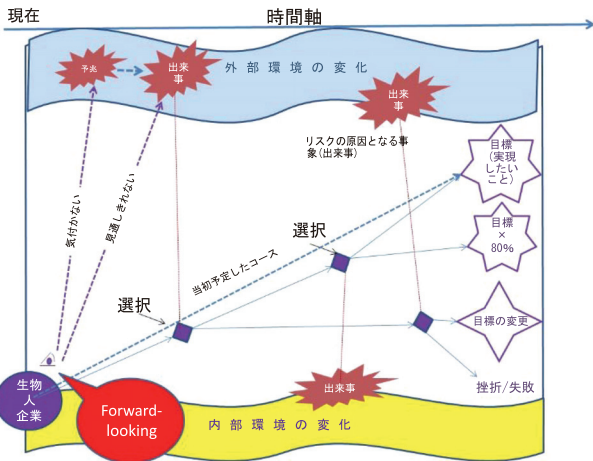 現在
時間軸
予兆
出来
事
外部環境の変化
出来
事
リスクの原因となる事
象(出来事)
目標
(実現
したい
こと)
気付かない
見通しきれない
選択
目標
×
80%
当初予定したコース
選択
目標の変更
生物
人
企業
Forward-
looking
出来事
挫折/失敗
内部環境の変化